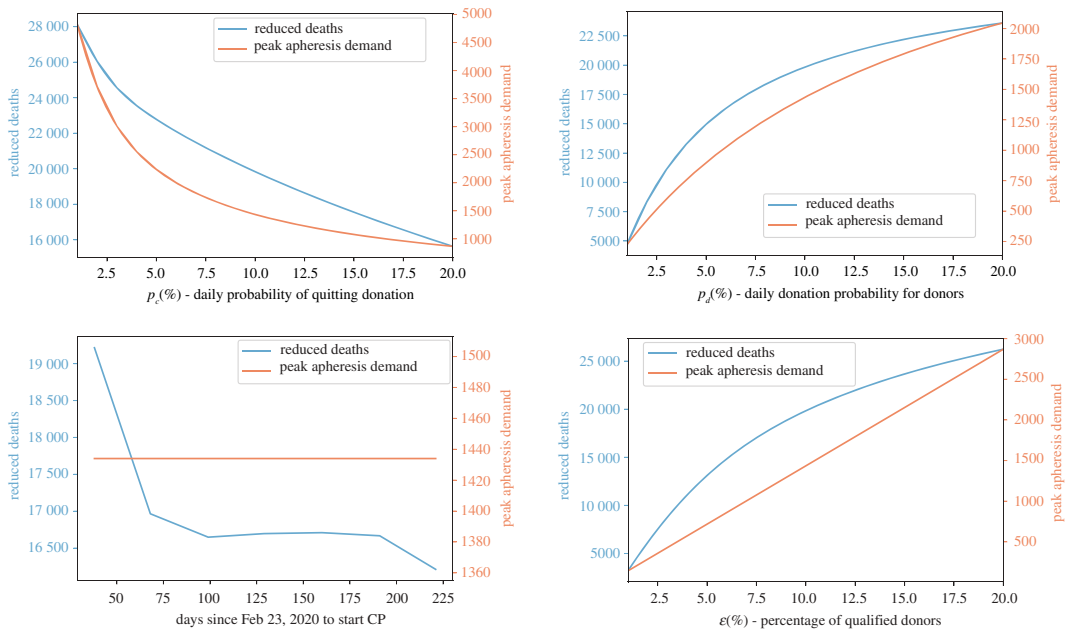 28 000
26 000
24 000
22 000
20 000
18 000
16 000
reduced deaths
reduced deaths
peak apheresis demand
5000
4500
4000
3500
3000
2500
2000
1500
1000
peak apheresis demand
2.5 5.0 7.5 10.0 12.5 15.0 17.5 20.0
p_c(%) - daily probability of quitting donation
22 500
20 000
17 500
15 000
12 500
10 000
7 500
5000
reduced deaths
reduced deaths
peak apheresis demand
2000
1750
1500
1250
1000
750
500
250
peak apheresis demand
2.5 5.0 7.5 10.0 12.5 15.0 17.5 20.0
p_d(%) - daily donation probability for donors
19 000
18 500
18 000
17 500
17 000
16 500
reduced deaths
reduced deaths
peak apheresis demand
1500
1480
1460
1440
1420
1400
1380
1360
peak apheresis demand
50 75 100 125 150 175 200 225
days since Feb 23, 2020 to start CP
25 000
20 000
15 000
10 000
5000
reduced deaths
reduced deaths
peak apheresis demand
3000
2500
2000
1500
1000
500
peak apheresis demand
2.5 5.0 7.5 10.0 12.5 15.0 17.5 20.0
ε(%) - percentage of qualified donors